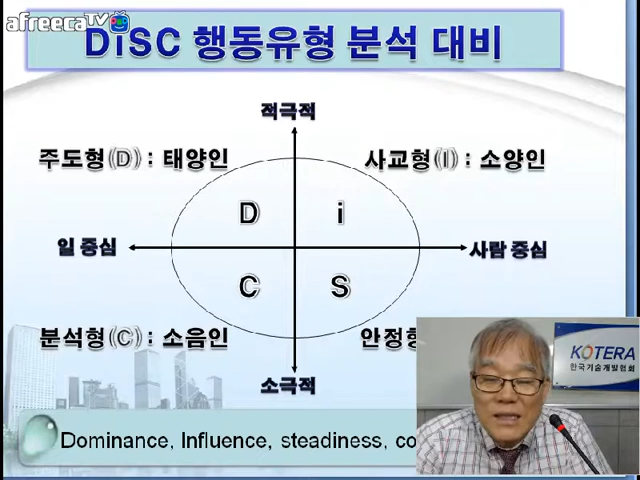 afreecaTV
DiSC 행동유형 분석 대비
적극적
주도형(D) : 태양인
사교형(I) : 소양인
D
i
일 중심
사람 중심
C
S
분석형(C) : 소음인
안정형
소극적
KOTERA
한국기술개발협회
Dominance, Influence, steadiness, co